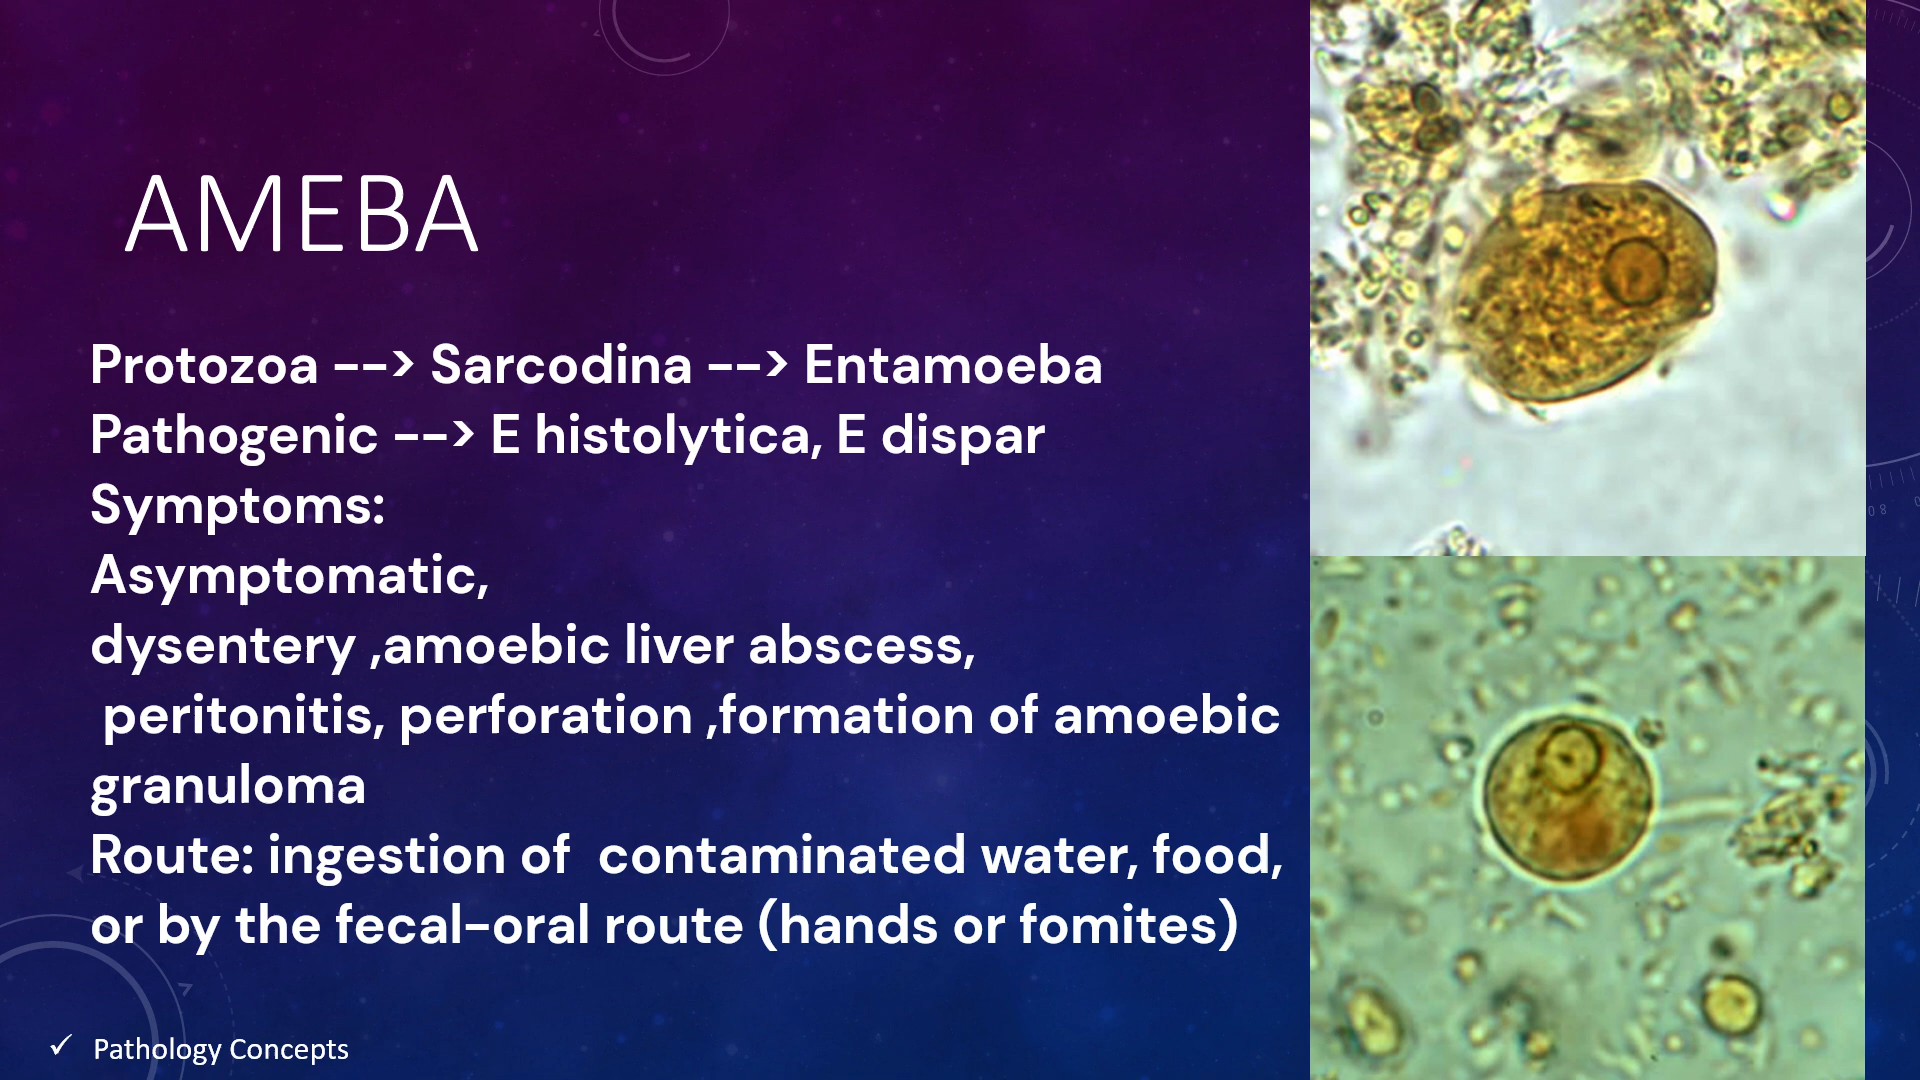 AMEBA
Protozoa --> Sarcodina --> Entamoeba
Pathogenic --> E histolytica, E dispar
Symptoms:
Asymptomatic,
dysentery ,amoebic liver abscess,
peritonitis, perforation ,formation of amoebic
granuloma
Route: ingestion of  contaminated water, food,
or by the fecal-oral route (hands or fomites)
✓ Pathology Concepts